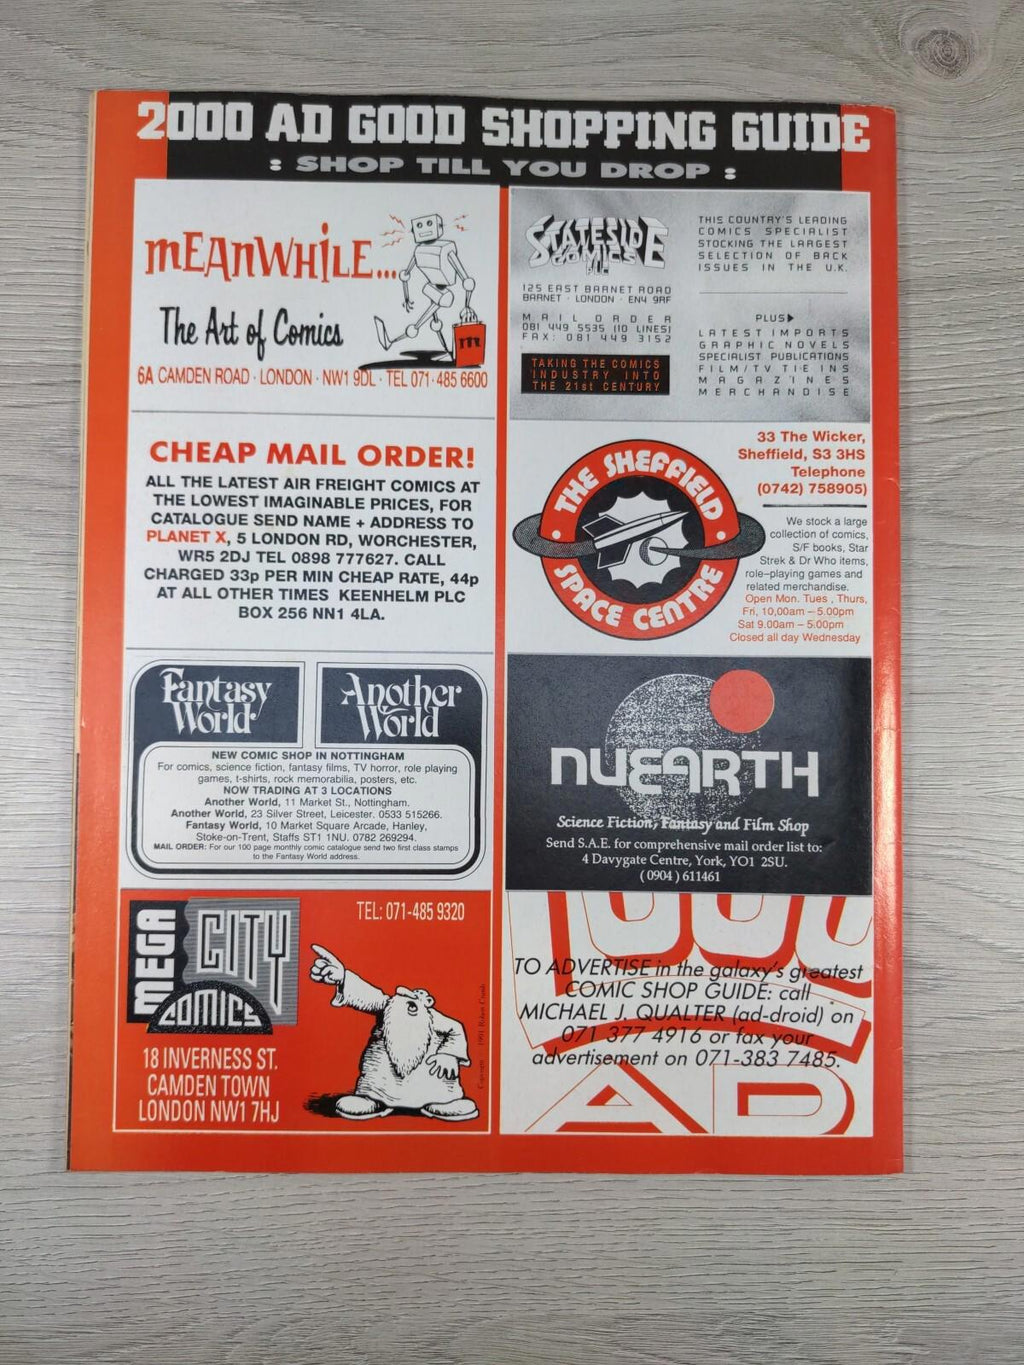 2000 AD GOOD SHOPPING GUIDE
: SHOP TILL YOU DROP :
MEANWHILE...
The Art of Comics
m
6A CAMDEN ROAD · LONDON · NW1 9DL · TEL 071·485 6600
STATESIDE
COMICS
PLC
125 EAST BARNET ROAD
BARNET · LONDON · EN4 9RF
MAIL ORDER
081 449 5535 (10 LINES)
FAX: 081 449 3152
TAKING THE COMICS
INDUSTRY INTO
THE 21st CENTURY
THIS COUNTRY'S LEADING
COMICS SPECIALIST
STOCKING THE LARGEST
SELECTION OF BACK
ISSUES IN THE U.K.
PLUS▶
LATEST IMPORTS
GRAPHIC NOVELS
SPECIALIST PUBLICATIONS
FILM/TV TIE INS
MAGAZINES
MERCHANDISE
CHEAP MAIL ORDER!
ALL THE LATEST AIR FREIGHT COMICS AT
THE LOWEST IMAGINABLE PRICES, FOR
CATALOGUE SEND NAME + ADDRESS TO
PLANET X, 5 LONDON RD, WORCHESTER,
WR5 2DJ TEL 0898 777627. CALL
CHARGED 33p PER MIN CHEAP RATE, 44p
AT ALL OTHER TIMES KEENHELM PLC
BOX 256 NN1 4LA.
THE SHEFFIELD
SPACE CENTRE
33 The Wicker,
Sheffield, S3 3HS
Telephone
(0742) 758905)
We stock a large
collection of comics,
S/F books, Star
Strek & Dr Who items,
role-playing games and
related merchandise.
Open Mon. Tues , Thurs,
Fri, 10,00am – 5.00pm
Sat 9.00am – 5:00pm
Closed all day Wednesday
Fantasy
World
Another
World
NEW COMIC SHOP IN NOTTINGHAM
For comics, science fiction, fantasy films, TV horror, role playing
games, t-shirts, rock memorabilia, posters, etc.
NOW TRADING AT 3 LOCATIONS
Another World, 11 Market St., Nottingham.
Another World, 23 Silver Street, Leicester. 0533 515266.
Fantasy World, 10 Market Square Arcade, Hanley,
Stoke-on-Trent, Staffs ST1 1NU. 0782 269294.
MAIL ORDER: For our 100 page monthly comic catalogue send two first class stamps
to the Fantasy World address.
NUEARTH
Science Fiction, Fantasy and Film Shop
Send S.A.E. for comprehensive mail order list to:
4 Davygate Centre, York, YO1 2SU.
( 0904 ) 611461
MEGA
CITY
COMICS
TEL: 071-485 9320
18 INVERNESS ST.
CAMDEN TOWN
LONDON NW1 7HJ
Copyright 1991 Robert Crumb
TO ADVERTISE in the galaxy's greatest
COMIC SHOP GUIDE: call
MICHAEL J. QUALTER (ad-droid) on
071 377 4916 or fax your
advertisement on 071-383 7485.
AD